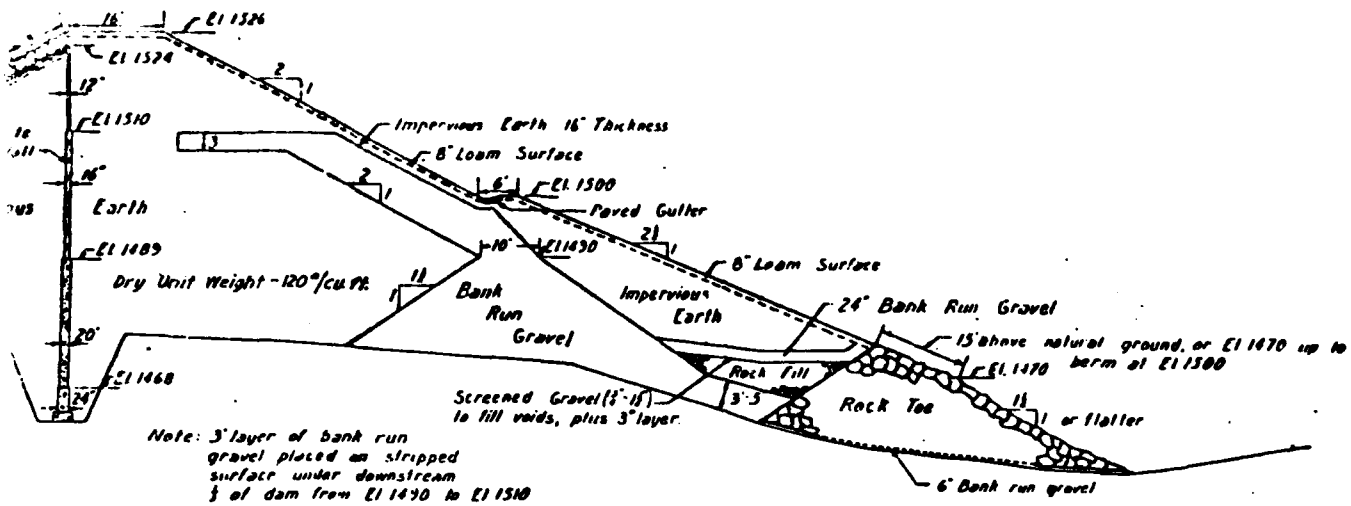 16'
El 1526
El 1524
12"
2
1
El 1510
Impervious Earth 16" Thickness
3
8" Loam Surface
16"
6'
El. 1500
2
1
Paved Gutter
Earth
El 1489
10'
El 1490
2½
1
8" Loam Surface
Dry Unit Weight - 120#/cu. ft.
1½
1
Bank
Run
Gravel
Impervious
Earth
24" Bank Run Gravel
15' above natural ground, or El 1470 up to
berm at El 1500
20"
El 1468
24"
Rock Fill
El. 1470
Screened Gravel
to fill voids, plus 3" layer.
3'-5
Rock Toe
1½
1 or flatter
Note: 3' layer of bank run
gravel placed on stripped
surface under downstream
of dam from El 1490 to El 1510
6" Bank run gravel